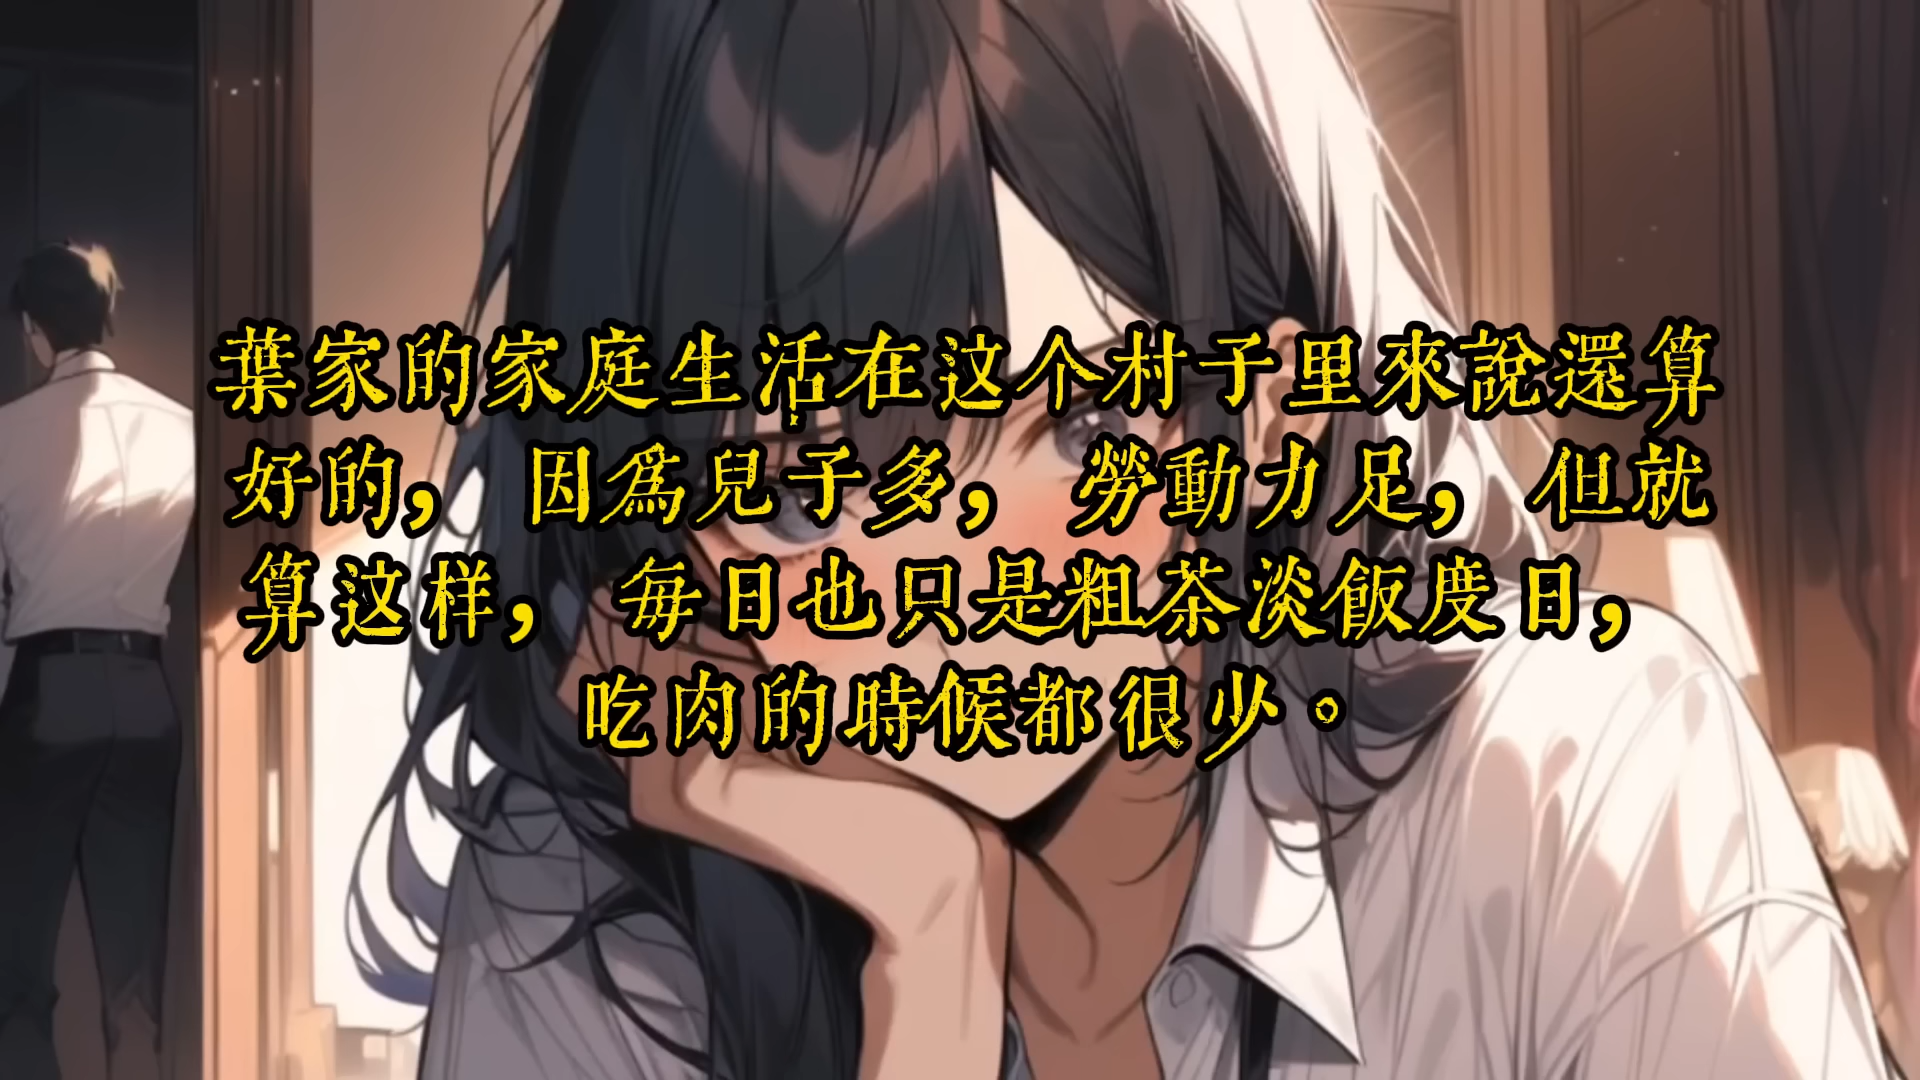 葉家的家庭生活在这个村子里來說還算
好的，因爲兒子多，勞動力足，但就
算这样，每日也只是粗茶淡飯度日，
吃肉的時候都很少。